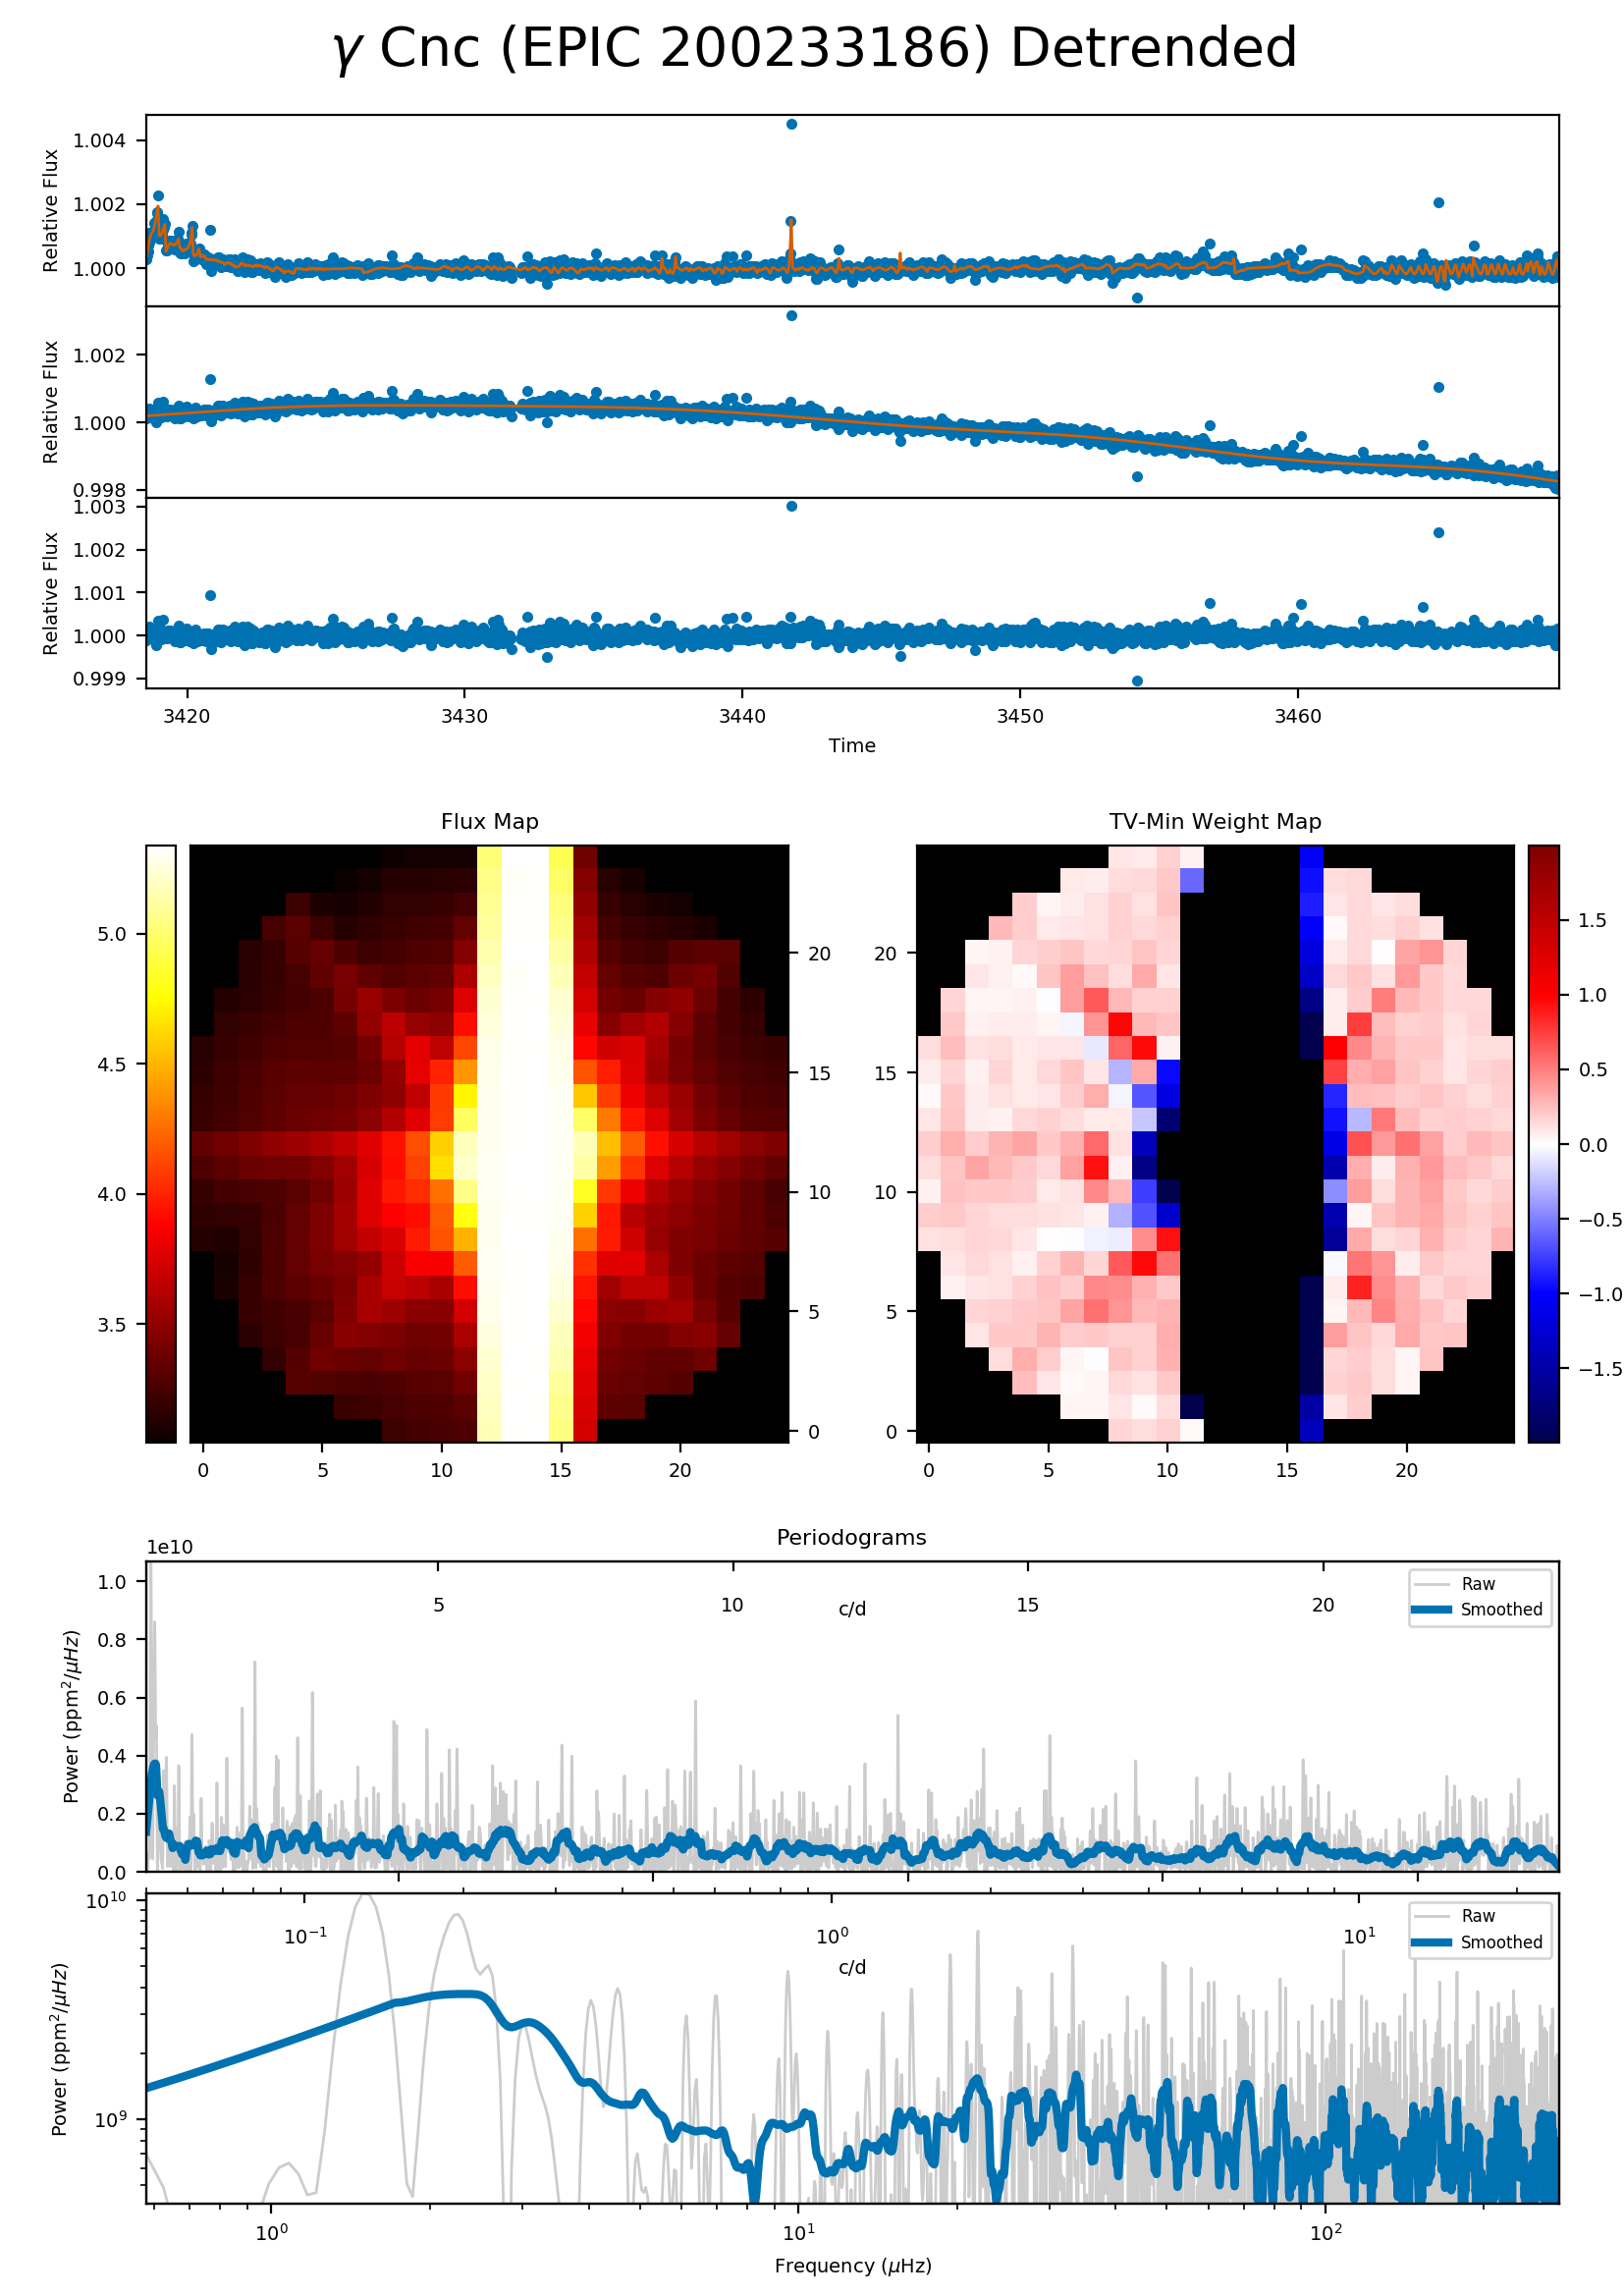 γ Cnc (EPIC 200233186) Detrended
1.004
1.002
1.000
Relative Flux
1.002
1.000
0.998
Relative Flux
1.003
1.002
1.001
1.000
0.999
Relative Flux
3420 3430 3440 3450 3460
Time
Flux Map
TV-Min Weight Map
5.0
4.5
4.0
3.5
20
15
10
5
0
0 5 10 15 20
20
15
10
5
0
0 5 10 15 20
1.5
1.0
0.5
0.0
−0.5
−1.0
−1.5
Periodograms
1e10
1.0
0.8
0.6
0.4
0.2
0.0
Power (ppm²/μHz)
5 10 15 20
c/d
Raw
Smoothed
10¹⁰
10⁹
Power (ppm²/μHz)
10⁻¹ 10⁰ 10¹
c/d
Raw
Smoothed
10⁰ 10¹ 10²
Frequency (μHz)